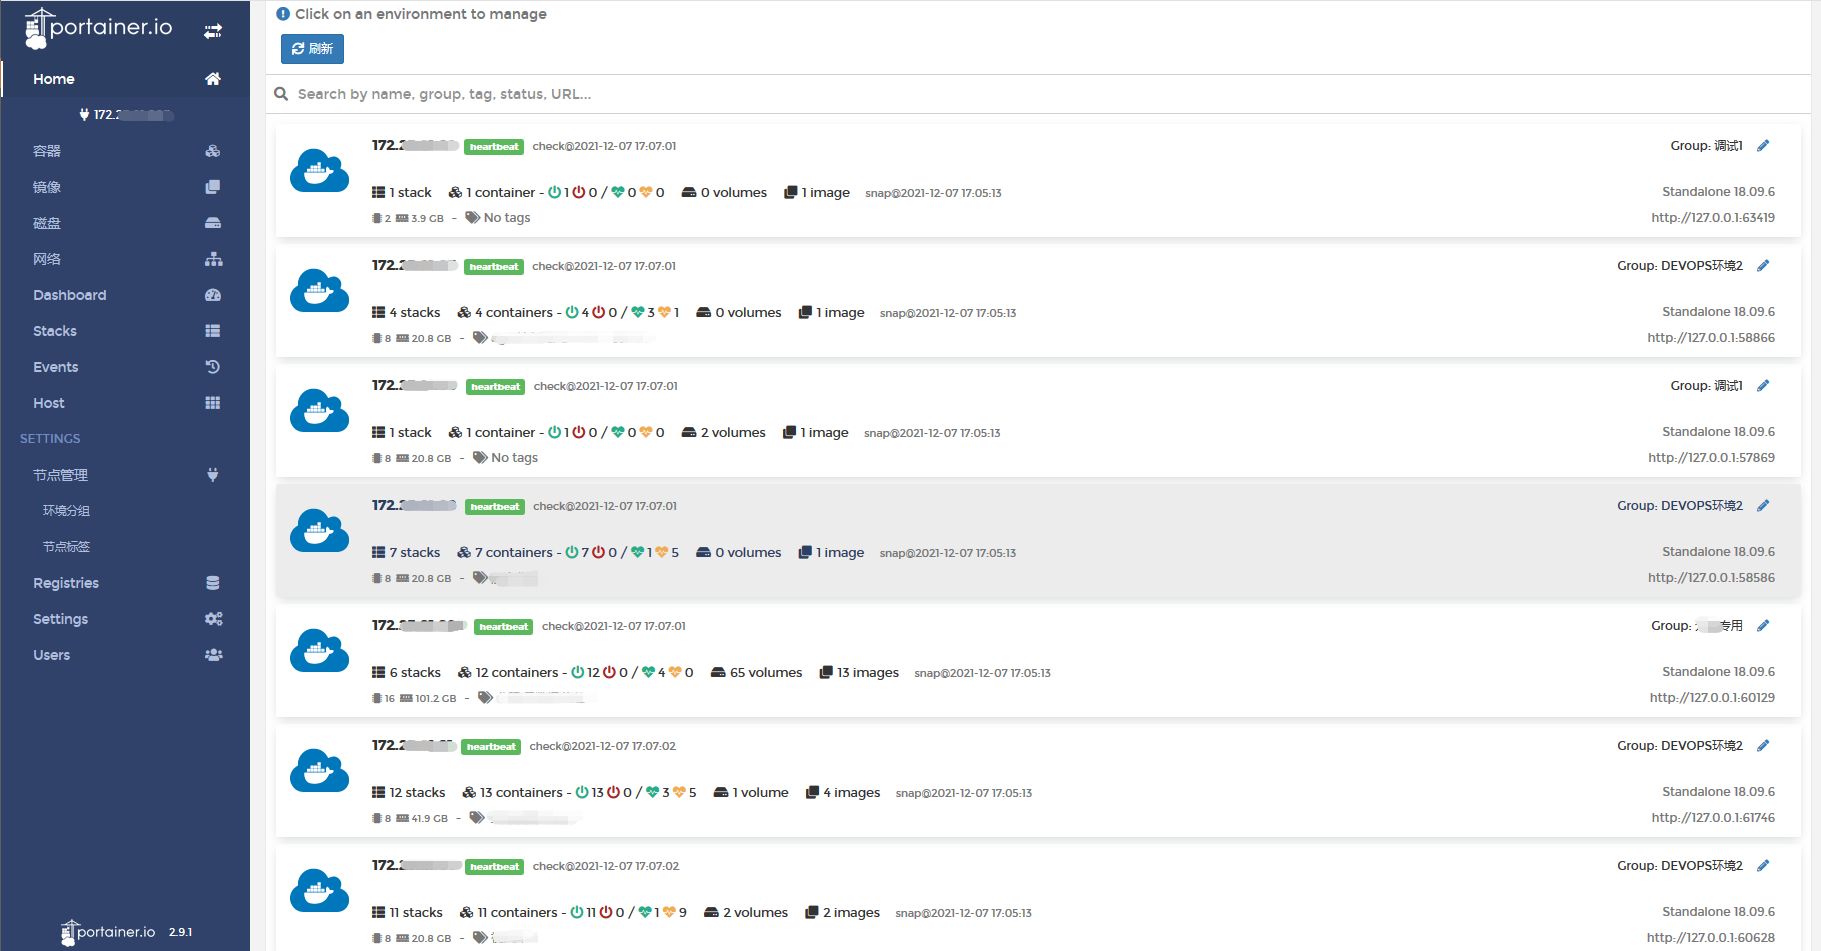 portainer.io
Home
172.2
容器
镜像
磁盘
网络
Dashboard
Stacks
Events
Host
SETTINGS
节点管理
环境分组
节点标签
Registries
Settings
Users
portainer.io 2.9.1
Click on an environment to manage
刷新
Search by name, group, tag, status, URL...
172.2 heartbeat check@2021-12-07 17:07:01 Group: 调试1
1 stack 1 container - 1 0 / 0 0 0 volumes 1 image snap@2021-12-07 17:05:13 Standalone 18.09.6
2 3.9 GB - No tags http://127.0.0.1:63419
172.2 heartbeat check@2021-12-07 17:07:01 Group: DEVOPS环境2
4 stacks 4 containers - 4 0 / 3 1 0 volumes 1 image snap@2021-12-07 17:05:13 Standalone 18.09.6
8 20.8 GB - http://127.0.0.1:58866
172.2 heartbeat check@2021-12-07 17:07:01 Group: 调试1
1 stack 1 container - 1 0 / 0 0 2 volumes 1 image snap@2021-12-07 17:05:13 Standalone 18.09.6
8 20.8 GB - No tags http://127.0.0.1:57869
172.2 heartbeat check@2021-12-07 17:07:01 Group: DEVOPS环境2
7 stacks 7 containers - 7 0 / 1 5 0 volumes 1 image snap@2021-12-07 17:05:13 Standalone 18.09.6
8 20.8 GB - http://127.0.0.1:58586
172.2 heartbeat check@2021-12-07 17:07:01 Group: 专用
6 stacks 12 containers - 12 0 / 4 0 65 volumes 13 images snap@2021-12-07 17:05:13 Standalone 18.09.6
16 101.2 GB - http://127.0.0.1:60129
172.2 heartbeat check@2021-12-07 17:07:02 Group: DEVOPS环境2
12 stacks 13 containers - 13 0 / 3 5 1 volume 4 images snap@2021-12-07 17:05:13 Standalone 18.09.6
8 41.9 GB - http://127.0.0.1:61746
172.2 heartbeat check@2021-12-07 17:07:02 Group: DEVOPS环境2
11 stacks 11 containers - 11 0 / 1 9 2 volumes 2 images snap@2021-12-07 17:05:13 Standalone 18.09.6
8 20.8 GB - http://127.0.0.1:60628